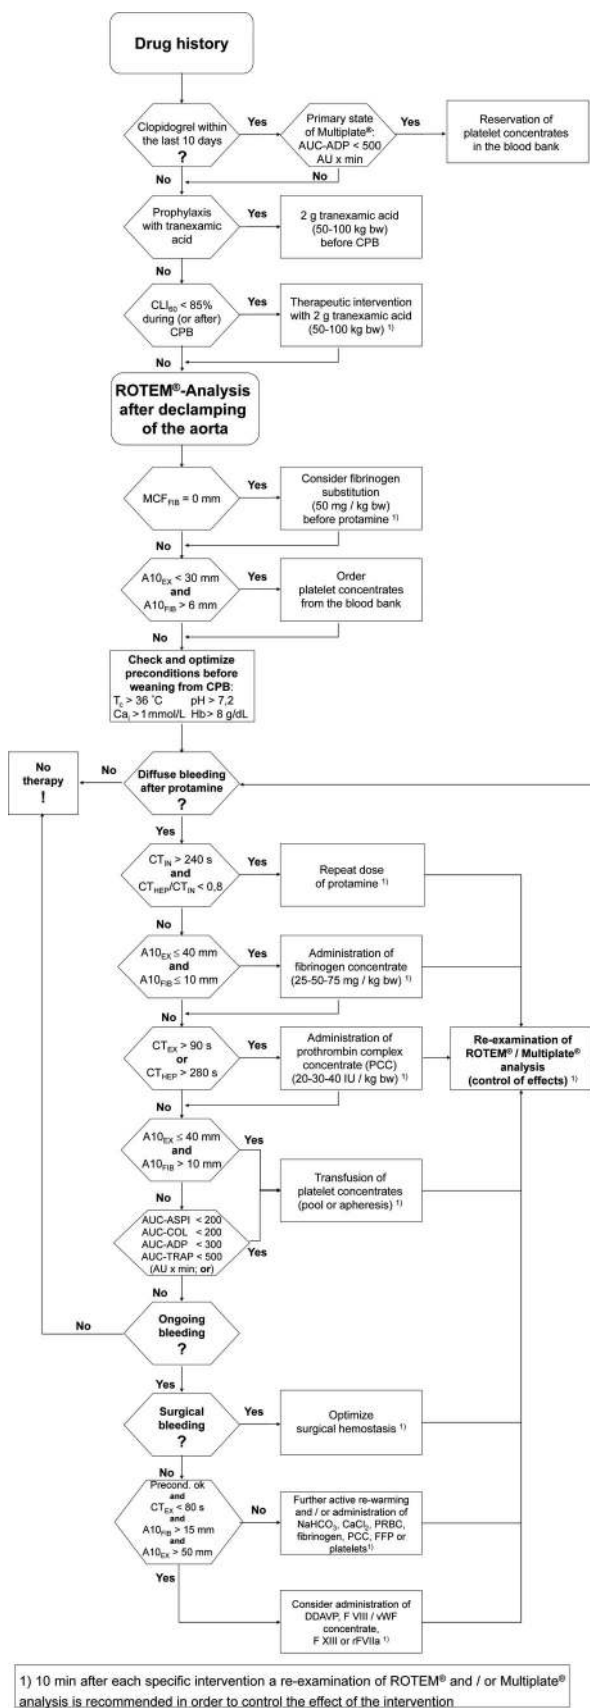 Drug history
Clopidogrel within
the last 10 days
?
Yes
Primary state
of Multiplate®:
AUC-ADP < 500
AU x min
Yes
Reservation of
platelet concentrates
in the blood bank
No
No
Prophylaxis
with tranexamic
acid
Yes
2 g tranexamic acid
(50-100 kg bw)
before CPB
No
CLI60 < 85%
during (or after)
CPB
Yes
Therapeutic intervention
with 2 g tranexamic acid
(50-100 kg bw) 1)
No
ROTEM®-Analysis
after declamping
of the aorta
MCFFIB = 0 mm
Yes
Consider fibrinogen
substitution
(50 mg / kg bw)
before protamine 1)
No
A10EX < 30 mm
and
A10FIB > 6 mm
Yes
Order
platelet concentrates
from the blood bank
No
Check and optimize
preconditions before
weaning from CPB:
Tc > 36 °C pH > 7,2
Cai > 1 mmol/L Hb > 8 g/dL
No
therapy
!
No
Diffuse bleeding
after protamine
?
Yes
CTIN > 240 s
and
CTHEP/CTIN < 0,8
Yes
Repeat dose
of protamine 1)
No
A10EX ≤ 40 mm
and
A10FIB ≤ 10 mm
Yes
Administration of
fibrinogen concentrate
(25-50-75 mg / kg bw) 1)
No
CTEX > 90 s
or
CTHEP > 280 s
Yes
Administration of
prothrombin complex
concentrate (PCC)
(20-30-40 IU / kg bw) 1)
Re-examination of
ROTEM® / Multiplate®
analysis
(control of effects) 1)
No
A10EX ≤ 40 mm
and
A10FIB > 10 mm
Yes
Transfusion of
platelet concentrates
(pool or apheresis) 1)
No
AUC-ASPI < 200
AUC-COL < 200
AUC-ADP < 300
AUC-TRAP < 500
(AU x min; or)
Yes
No
No
Ongoing
bleeding
?
Yes
Surgical
bleeding
?
Yes
Optimize
surgical hemostasis 1)
No
Precond. ok
and
CTEX < 80 s
and
A10FIB > 15 mm
and
A10EX > 50 mm
No
Further active re-warming
and / or administration of
NaHCO3, CaCl2, PRBC,
fibrinogen, PCC, FFP or
platelets 1)
Yes
Consider administration of
DDAVP, F VIII / vWF
concentrate,
F XIII or rFVIIa 1)
1) 10 min after each specific intervention a re-examination of ROTEM® and / or Multiplate®
analysis is recommended in order to control the effect of the intervention